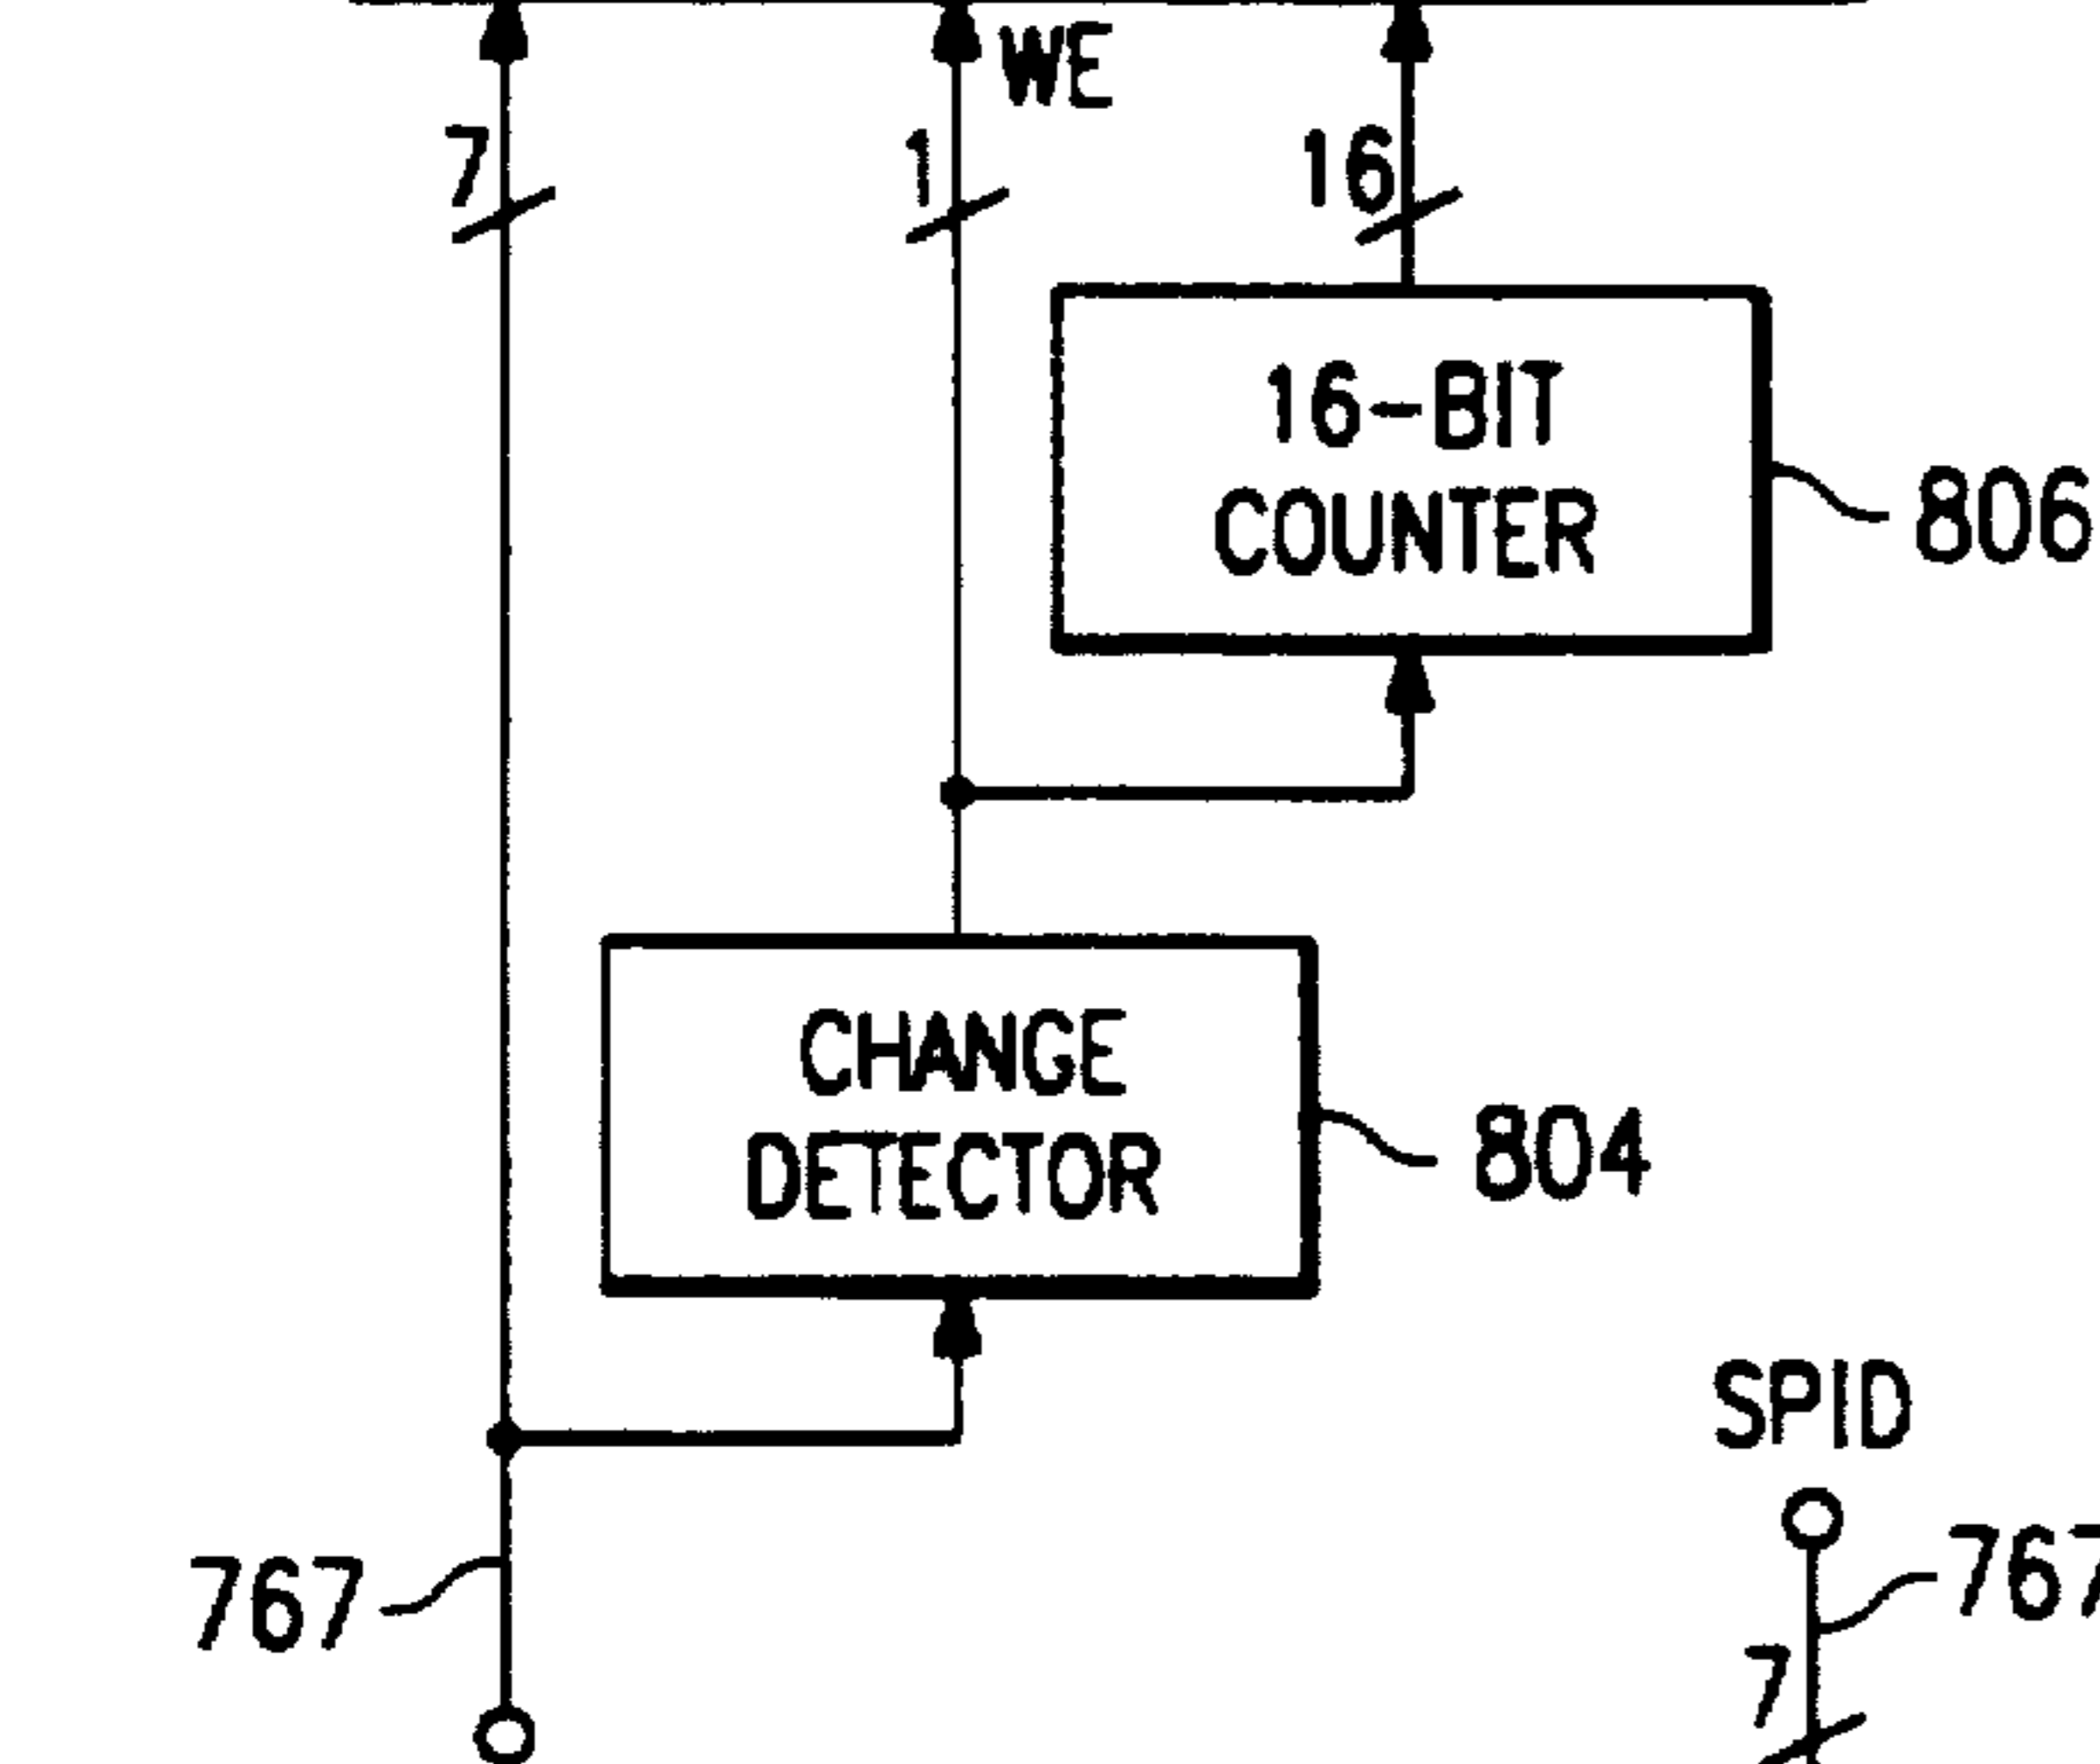 WE
7
1
16
16-BIT
COUNTER
806
CHANGE
DETECTOR
804
SPID
767
767
7